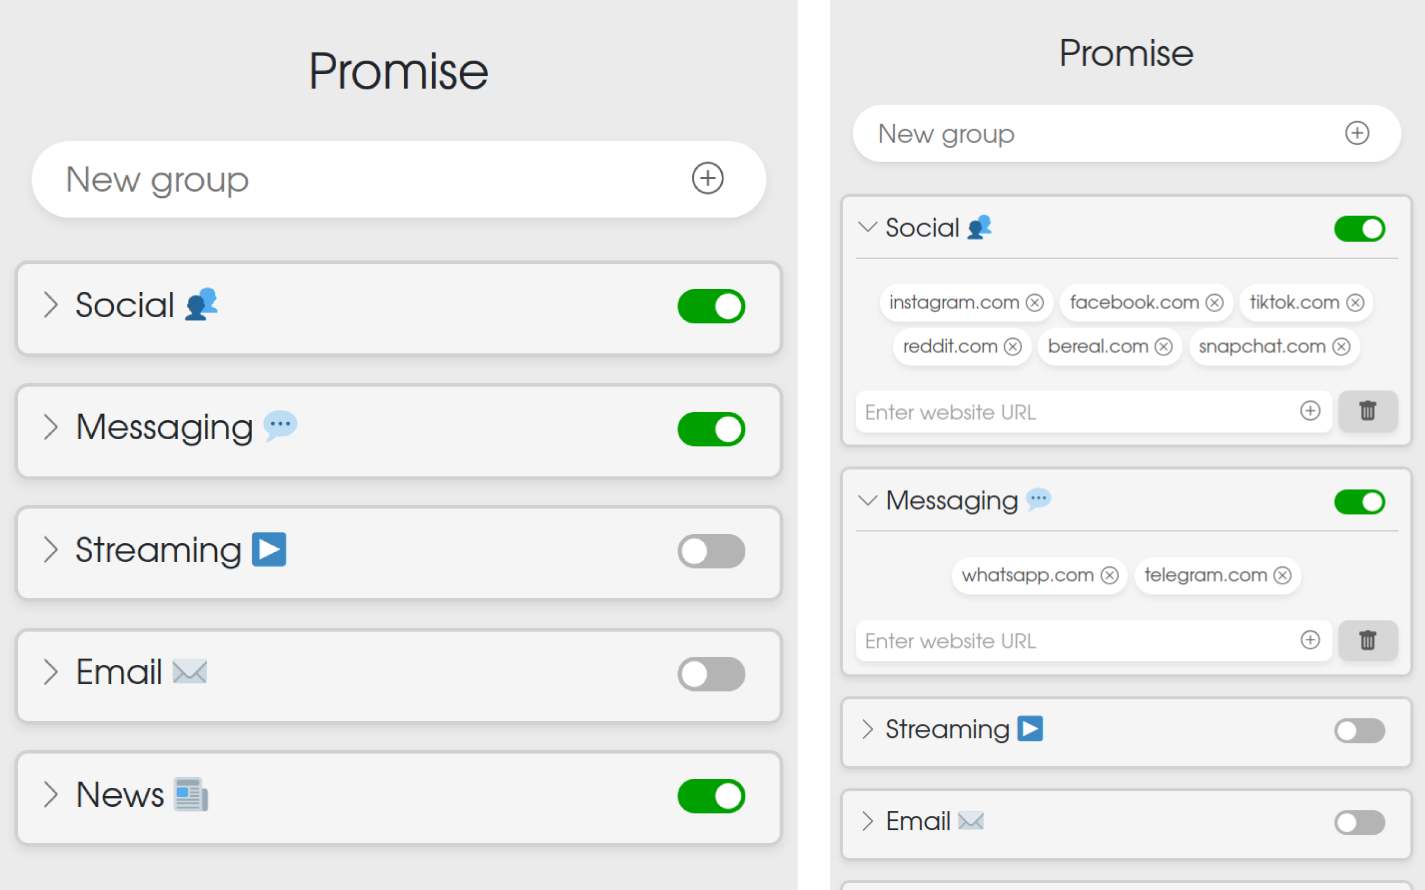 Promise
New group
Social
Messaging
Streaming
Email
News
Promise
New group
Social
instagram.com facebook.com tiktok.com
reddit.com bereal.com snapchat.com
Enter website URL
Messaging
whatsapp.com telegram.com
Enter website URL
Streaming
Email